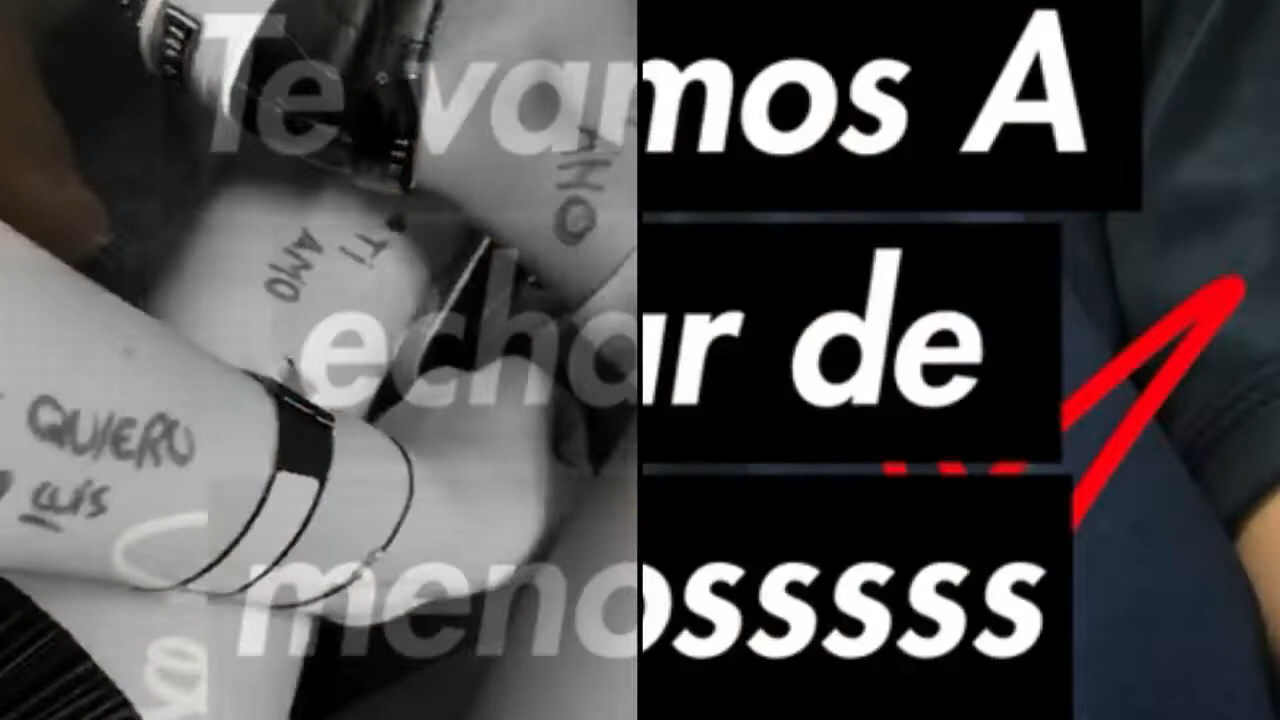 Te vamos A
echar de
menosssss
AMO
TI
AMO
QUIERO